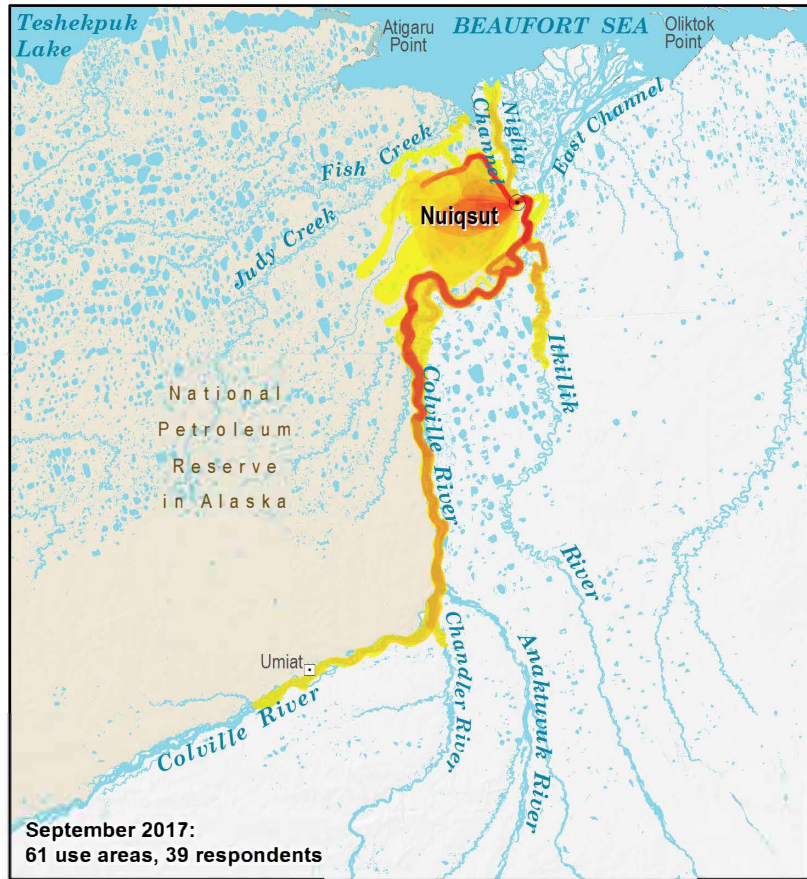 Teshekpuk
Lake
Atigaru
Point
BEAUFORT SEA
Oliktok
Point
Nigliq
Channel
East Channel
Fish Creek
Judy Creek
Nuiqsut
Itkillik
River
National
Petroleum
Reserve
in Alaska
Colville River
Umiat
Chandler River
Anaktuvuk River
Colville River
September 2017:
61 use areas, 39 respondents